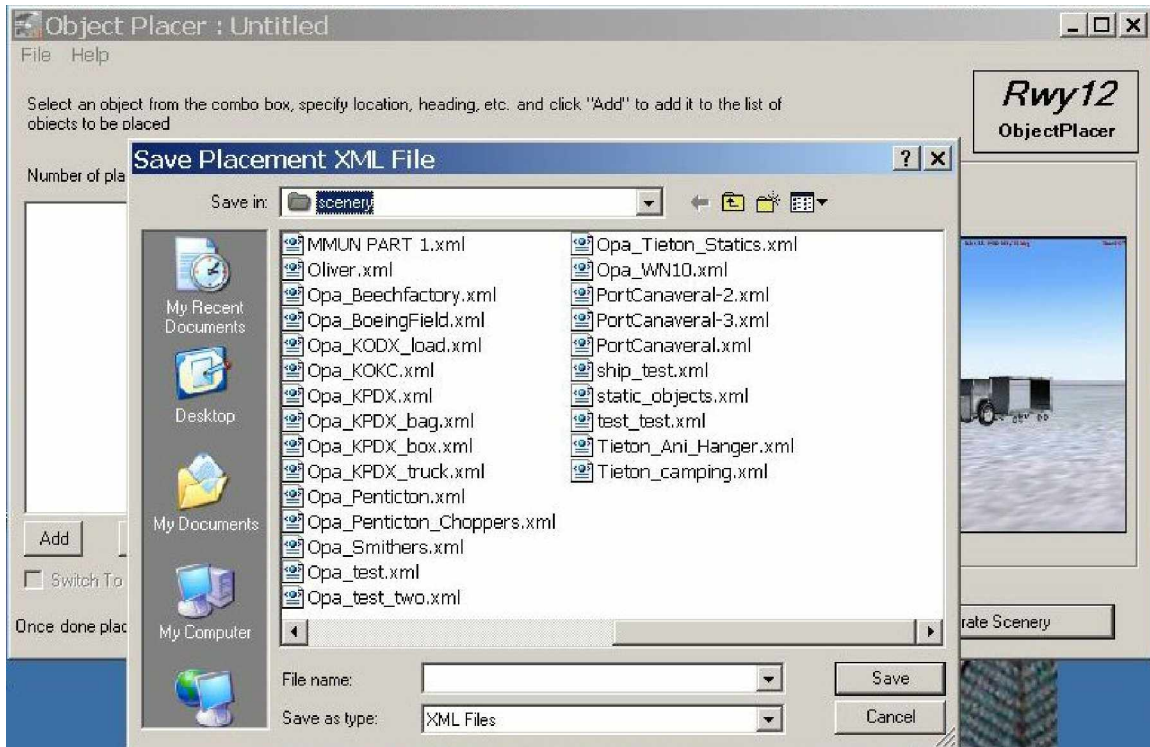 Object Placer : Untitled
File Help
Select an object from the combo box, specify location, heading, etc. and click "Add" to add it to the list of
objects to be placed
Rwy12
ObjectPlacer
Number of pla
Save Placement XML File
Save in:
scenery
My Recent
Documents
Desktop
My Documents
My Computer
MMUN PART 1.xml
Oliver.xml
Opa_Beechfactory.xml
Opa_BoeingField.xml
Opa_KODX_load.xml
Opa_KOKC.xml
Opa_KPDX.xml
Opa_KPDX_bag.xml
Opa_KPDX_box.xml
Opa_KPDX_truck.xml
Opa_Penticton.xml
Opa_Penticton_Choppers.xml
Opa_Smithers.xml
Opa_test.xml
Opa_test_two.xml
Opa_Tieton_Statics.xml
Opa_WN10.xml
PortCanaveral-2.xml
PortCanaveral-3.xml
PortCanaveral.xml
ship_test.xml
static_objects.xml
test_test.xml
Tieton_Ani_Hanger.xml
Tieton_camping.xml
File name:
Save
Save as type:
XML Files
Cancel
Add
Switch To
Once done plac
rate Scenery